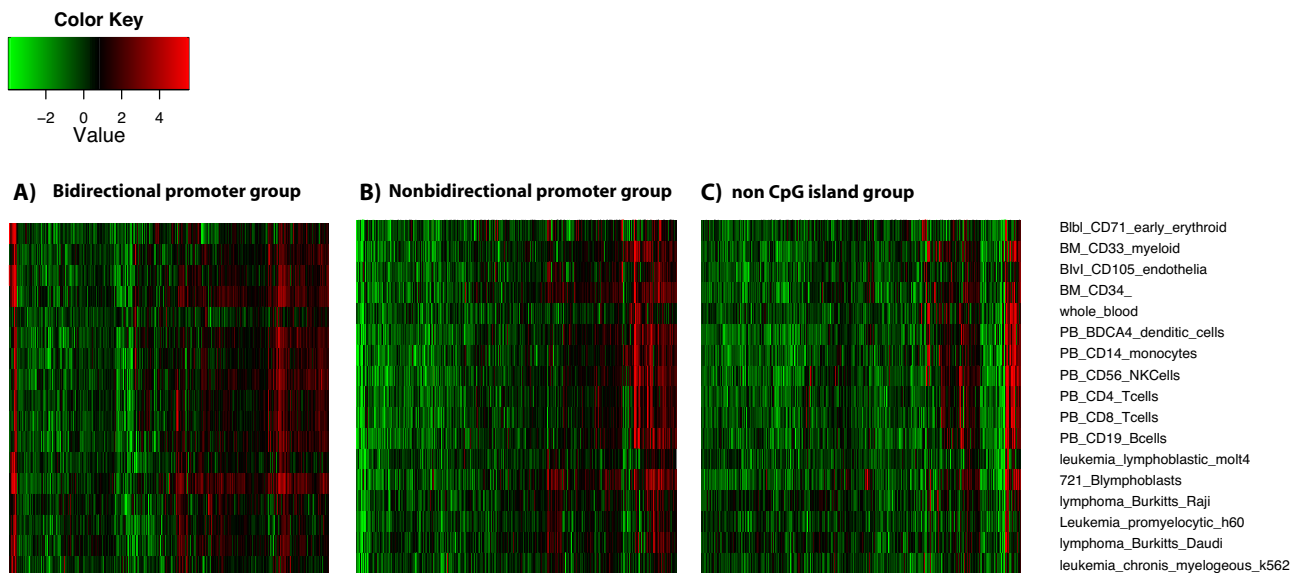 Color Key
−2 0 2 4
Value
A) Bidirectional promoter group
B) Nonbidirectional promoter group
C) non CpG island group
Blbl_CD71_early_erythroid
BM_CD33_myeloid
Blvl_CD105_endothelia
BM_CD34_
whole_blood
PB_BDCA4_denditic_cells
PB_CD14_monocytes
PB_CD56_NKCells
PB_CD4_Tcells
PB_CD8_Tcells
PB_CD19_Bcells
leukemia_lymphoblastic_molt4
721_Blymphoblasts
lymphoma_Burkitts_Raji
Leukemia_promyelocytic_h60
lymphoma_Burkitts_Daudi
leukemia_chronis_myelogeous_k562